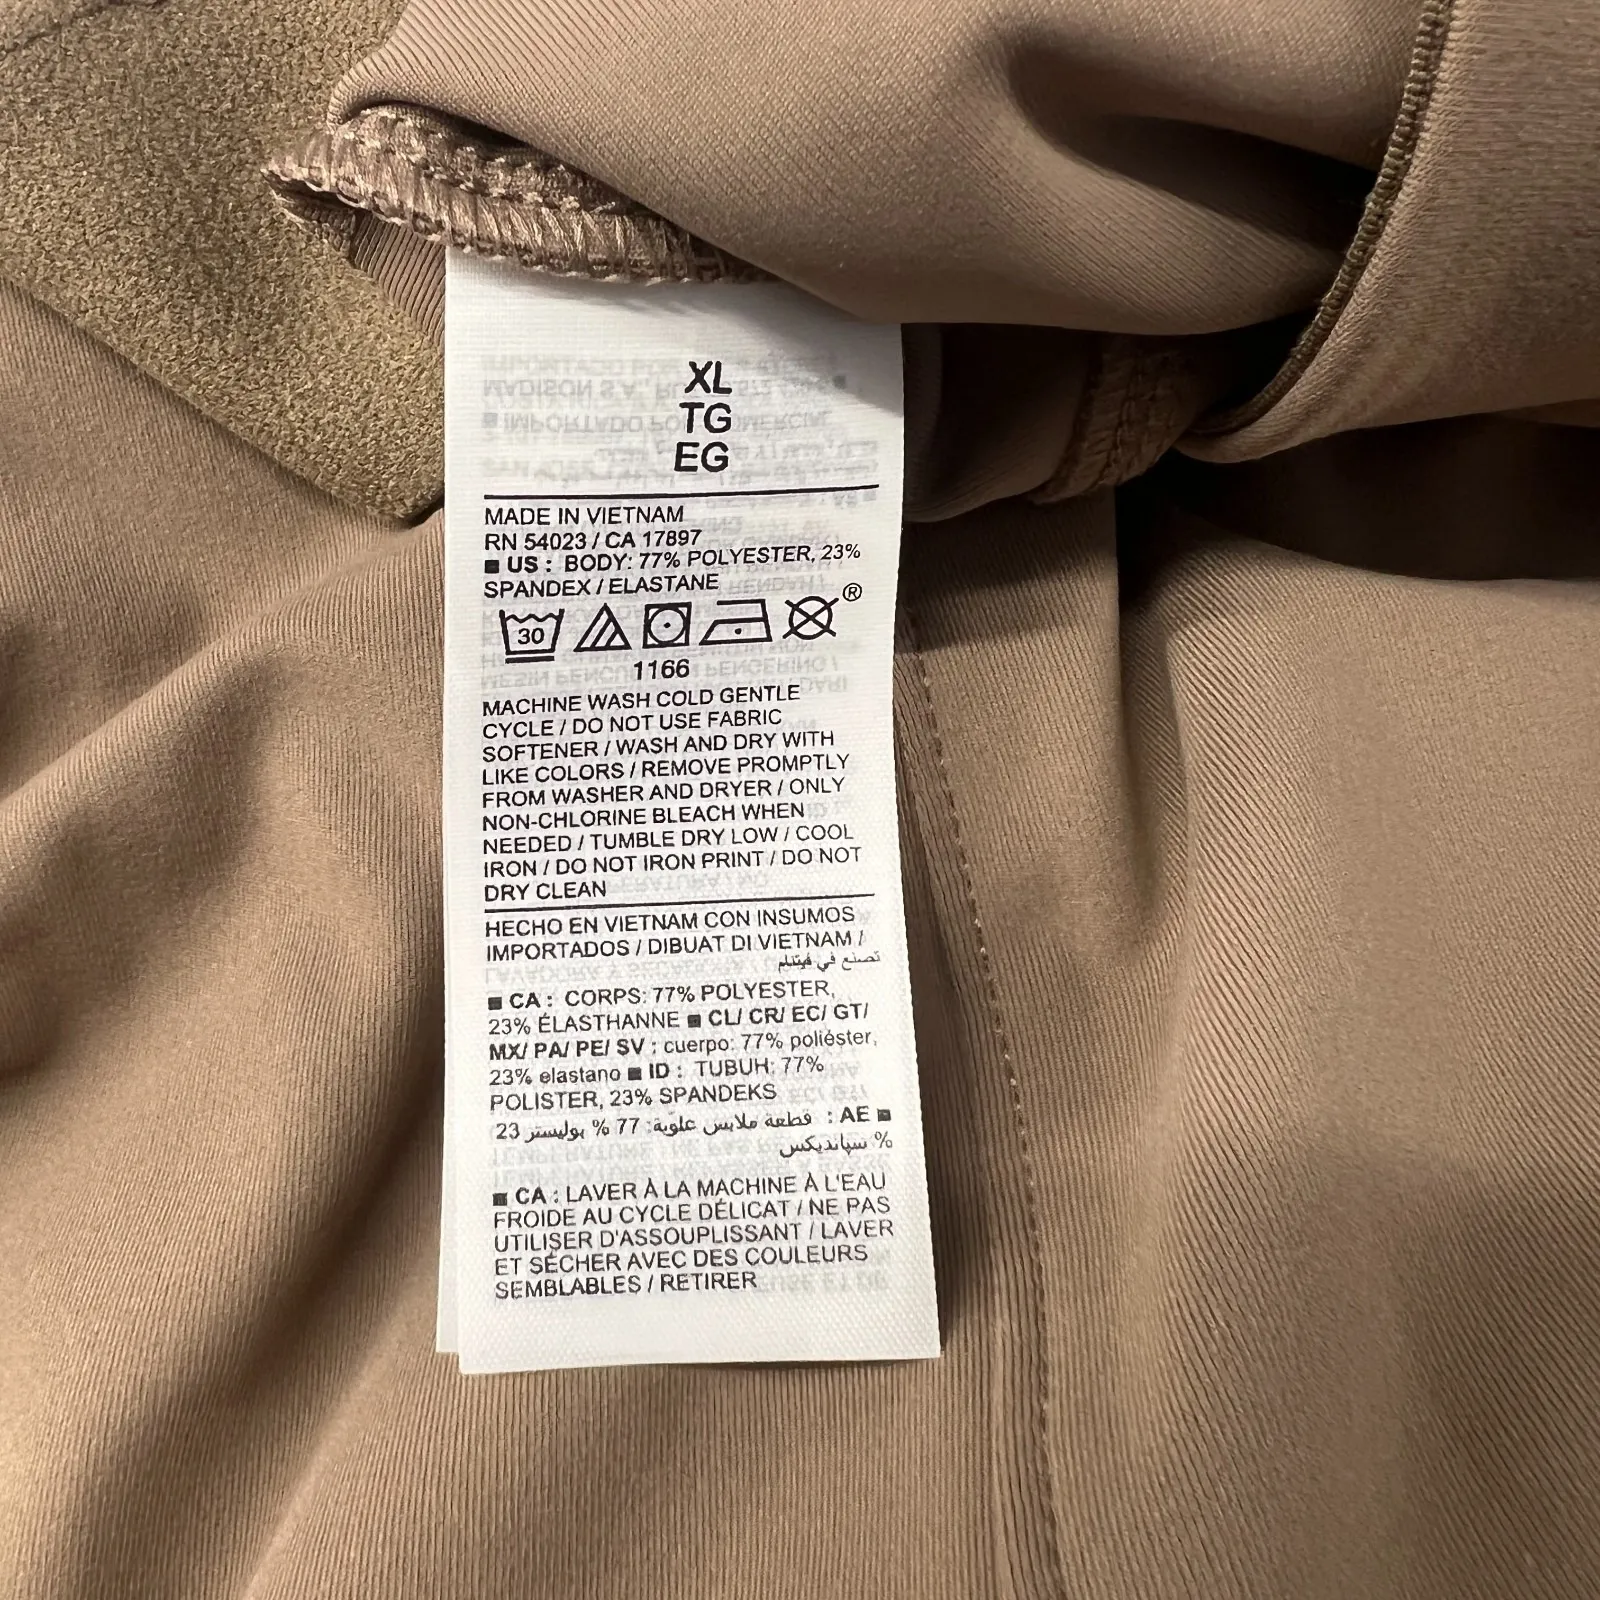 XL
TG
EG
MADE IN VIETNAM
RN 54023 / CA 17897
■ US : BODY: 77% POLYESTER, 23%
SPANDEX / ELASTANE
30
®
1166
MACHINE WASH COLD GENTLE
CYCLE / DO NOT USE FABRIC
SOFTENER / WASH AND DRY WITH
LIKE COLORS / REMOVE PROMPTLY
FROM WASHER AND DRYER / ONLY
NON-CHLORINE BLEACH WHEN
NEEDED / TUMBLE DRY LOW / COOL
IRON / DO NOT IRON PRINT / DO NOT
DRY CLEAN
HECHO EN VIETNAM CON INSUMOS
IMPORTADOS / DIBUAT DI VIETNAM /
تصنع في فيتنام
■ CA : CORPS: 77% POLYESTER,
23% ÉLASTHANNE ■ CL/ CR/ EC/ GT/
MX/ PA/ PE/ SV : cuerpo: 77% poliéster,
23% elastano ■ ID : TUBUH: 77%
POLISTER, 23% SPANDEKS
■ AE : قطعة ملابس علوية: 77 % بوليستر 23
% سباندیکس
■ CA : LAVER À LA MACHINE À L'EAU
FROIDE AU CYCLE DÉLICAT / NE PAS
UTILISER D'ASSOUPLISSANT / LAVER
ET SÉCHER AVEC DES COULEURS
SEMBLABLES / RETIRER